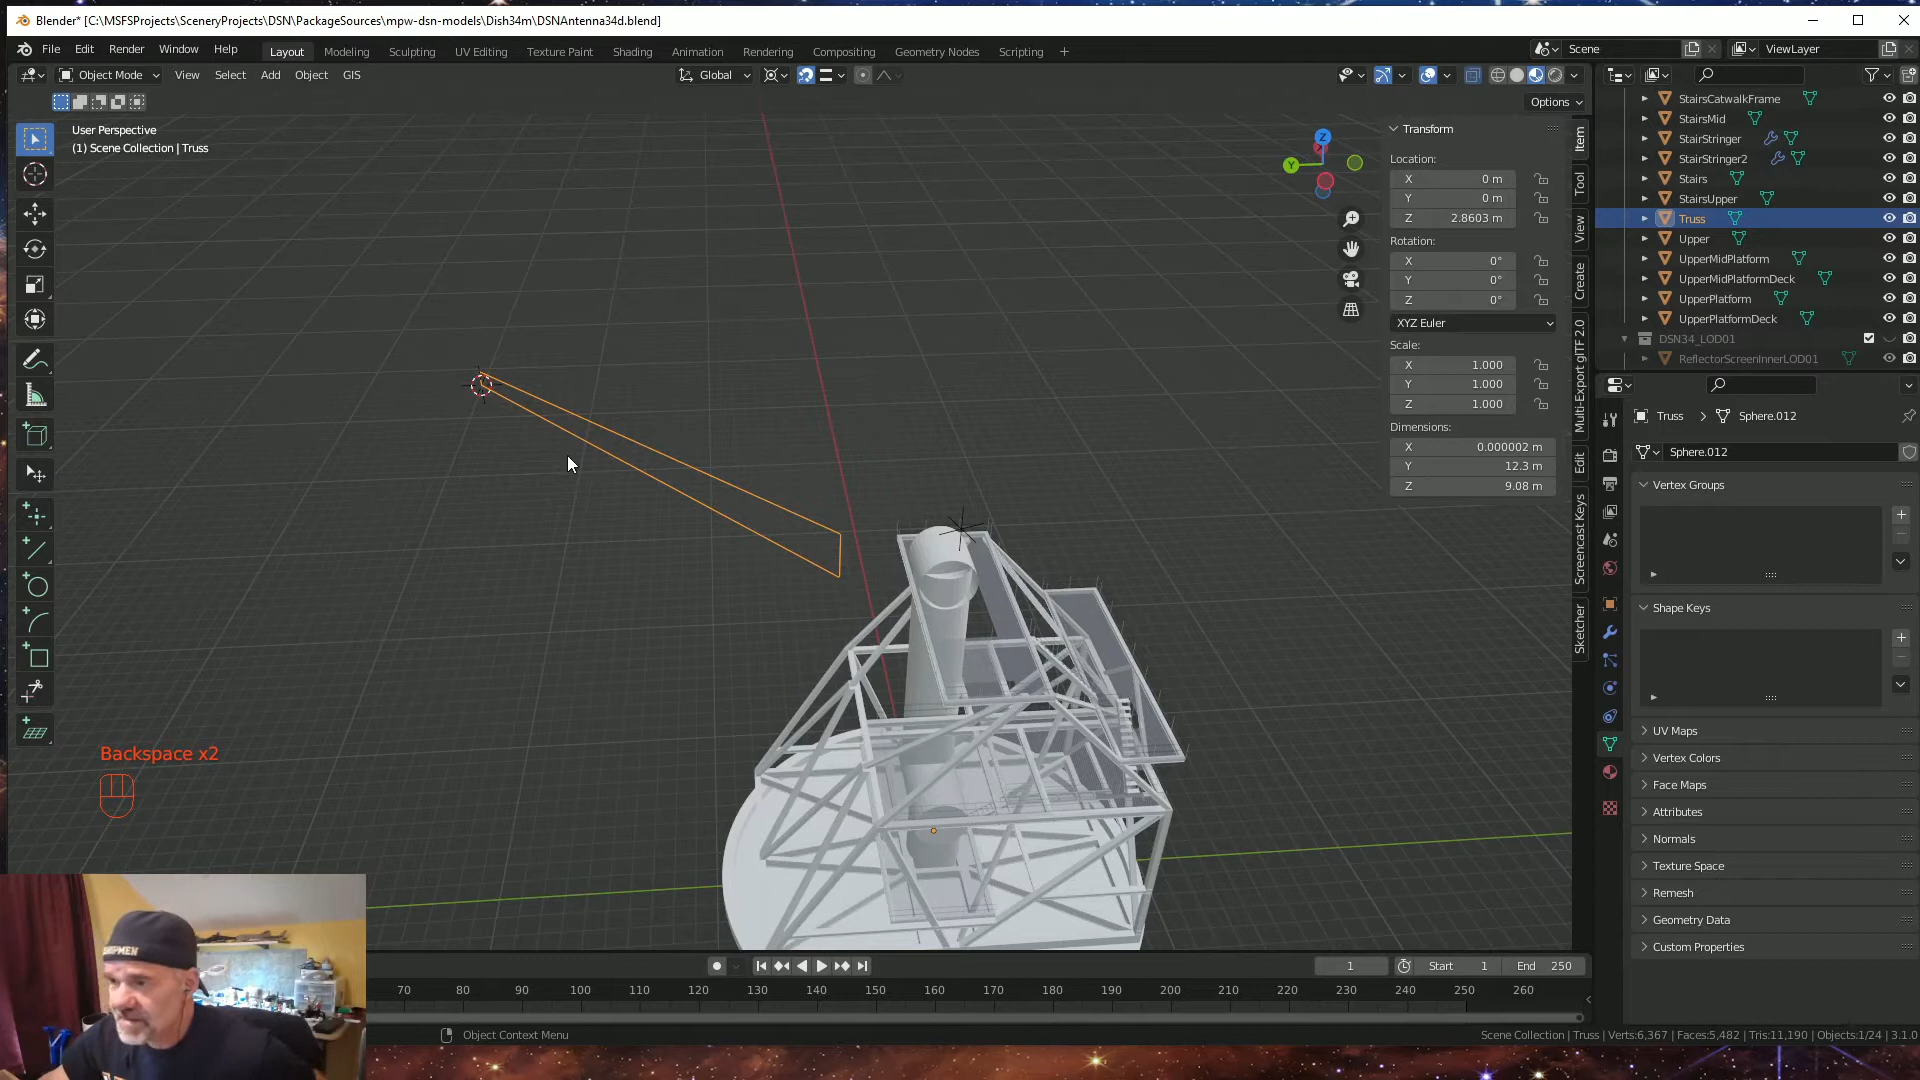 Blender* [C:\MSFSProjects\SceneryProjects\DSN\PackageSources\mpw-dsn-models\Dish34m\DSNAntenna34d.blend]
File Edit Render Window Help Layout Modeling Sculpting UV Editing Texture Paint Shading Animation Rendering Compositing Geometry Nodes Scripting + Scene ViewLayer
Object Mode View Select Add Object GIS Global
Options
User Perspective
(1) Scene Collection | Truss
Z
Y
Transform
Location:
X 0 m
Y 0 m
Z 2.8603 m
Rotation:
X 0°
Y 0°
Z 0°
XYZ Euler
Scale:
X 1.000
Y 1.000
Z 1.000
Dimensions:
X 0.000002 m
Y 12.3 m
Z 9.08 m
Item
Tool
View
Create
Multi-Export glTF 2.0
Edit
Screencast Keys
Sketcher
StairsCatwalkFrame
StairsMid
StairStringer
StairStringer2
Stairs
StairsUpper
Truss
Upper
UpperMidPlatform
UpperMidPlatformDeck
UpperPlatform
UpperPlatformDeck
DSN34_LOD01
ReflectorScreenInnerLOD01
Truss Sphere.012
Sphere.012
Vertex Groups
Shape Keys
UV Maps
Vertex Colors
Face Maps
Attributes
Normals
Texture Space
Remesh
Geometry Data
Custom Properties
Backspace x2
1 Start 1 End 250
70 80 90 100 110 120 130 140 150 160 170 180 190 200 210 220 230 240 250 260
Object Context Menu
Scene Collection | Truss | Verts:6,367 | Faces:5,482 | Tris:11,190 | Objects:1/24 | 3.1.0